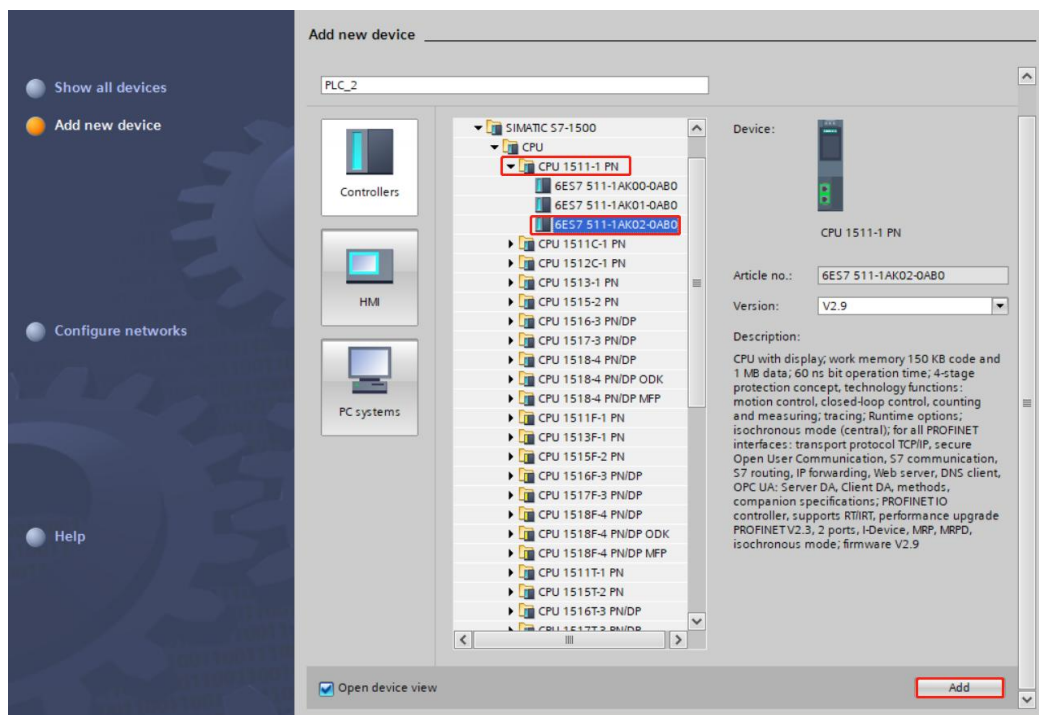 Add new device
Show all devices
Add new device
Configure networks
Help
PLC_2
Controllers
HMI
PC systems
SIMATIC S7-1500
CPU
CPU 1511-1 PN
6ES7 511-1AK00-0AB0
6ES7 511-1AK01-0AB0
6ES7 511-1AK02-0AB0
CPU 1511C-1 PN
CPU 1512C-1 PN
CPU 1513-1 PN
CPU 1515-2 PN
CPU 1516-3 PN/DP
CPU 1517-3 PN/DP
CPU 1518-4 PN/DP
CPU 1518-4 PN/DP ODK
CPU 1518-4 PN/DP MFP
CPU 1511F-1 PN
CPU 1513F-1 PN
CPU 1515F-2 PN
CPU 1516F-3 PN/DP
CPU 1517F-3 PN/DP
CPU 1518F-4 PN/DP
CPU 1518F-4 PN/DP ODK
CPU 1518F-4 PN/DP MFP
CPU 1511T-1 PN
CPU 1515T-2 PN
CPU 1516T-3 PN/DP
CPU 1517T-3 PN/DP
Device:
CPU 1511-1 PN
Article no.: 6ES7 511-1AK02-0AB0
Version: V2.9
Description:
CPU with display; work memory 150 KB code and
1 MB data; 60 ns bit operation time; 4-stage
protection concept, technology functions:
motion control, closed-loop control, counting
and measuring; tracing; Runtime options;
isochronous mode (central); for all PROFINET
interfaces: transport protocol TCP/IP, secure
Open User Communication, S7 communication,
S7 routing, IP forwarding, Web server, DNS client,
OPC UA: Server DA, Client DA, methods,
companion specifications; PROFINET IO
controller, supports RT/IRT, performance upgrade
PROFINET V2.3, 2 ports, I-Device, MRP, MRPD,
isochronous mode; firmware V2.9
Open device view
Add